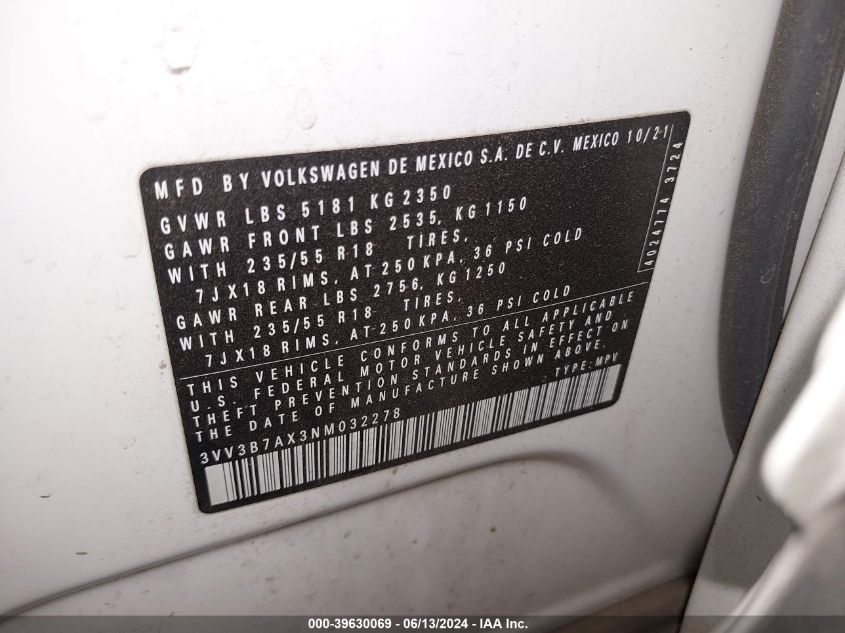 MFD BY VOLKSWAGEN DE MEXICO S.A. DE C.V. MEXICO 10/21
GVWR LBS 5181 KG 2350
GAWR FRONT LBS 2535, KG 1150
WITH 235/55 R18 TIRES,
7JX18 RIMS, AT 250 KPA, 36 PSI COLD
GAWR REAR LBS 2756, KG 1250
WITH 235/55 R18 TIRES,
7JX18 RIMS, AT 250 KPA, 36 PSI COLD
THIS VEHICLE CONFORMS TO ALL APPLICABLE
U.S. FEDERAL MOTOR VEHICLE SAFETY AND
THEFT PREVENTION STANDARDS IN EFFECT ON
THE DATE OF MANUFACTURE SHOWN ABOVE.
3VV3B7AX3NM032278 TYPE: MPV
4024774 3724
000-39630069 - 06/13/2024 - IAA Inc.